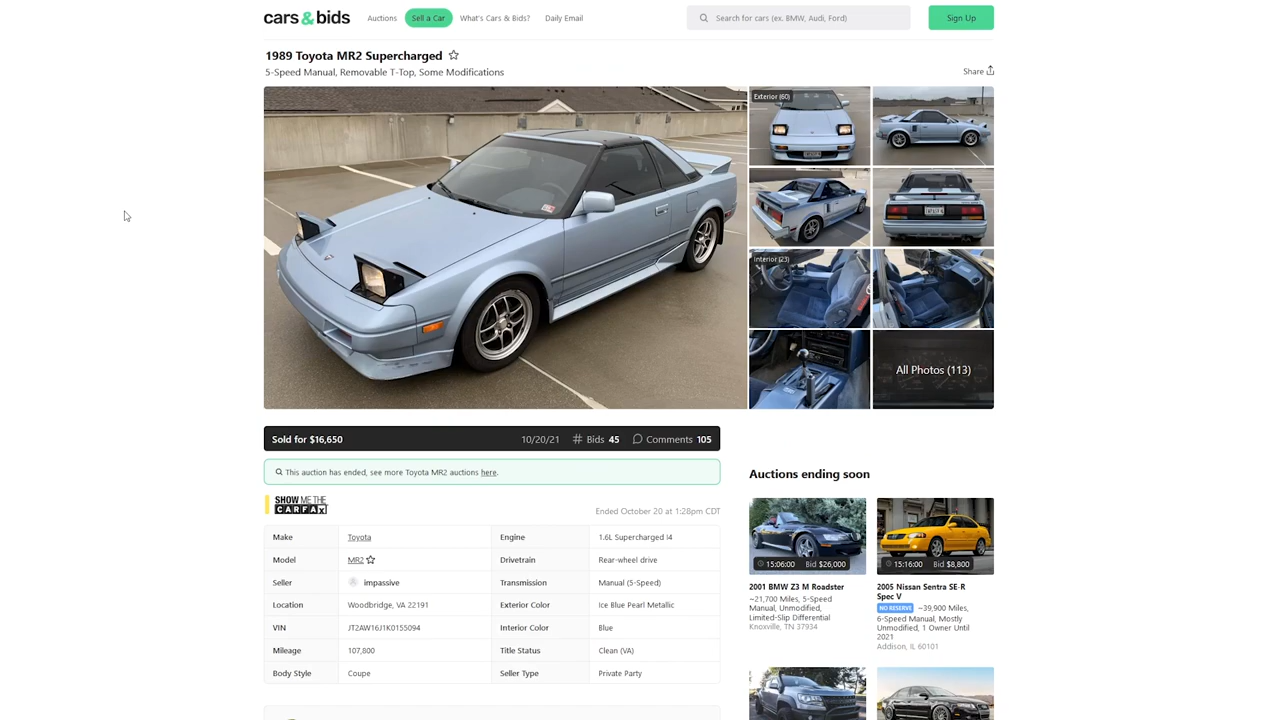 cars&bids
Auctions
Sell a Car
What's Cars & Bids?
Daily Email
Search for cars (ex. BMW, Audi, Ford)
Sign Up
1989 Toyota MR2 Supercharged
5-Speed Manual, Removable T-Top, Some Modifications
Share
Exterior (60)
Interior (23)
All Photos (113)
Sold for $16,650
10/20/21
Bids 45
Comments 105
This auction has ended, see more Toyota MR2 auctions here.
SHOW ME THE
CARFAX
Ended October 20 at 1:28pm CDT
Make Toyota
Engine 1.6L Supercharged I4
Model MR2
Drivetrain Rear-wheel drive
Seller impassive
Transmission Manual (5-Speed)
Location Woodbridge, VA 22191
Exterior Color Ice Blue Pearl Metallic
VIN JT2AW16J1K0155094
Interior Color Blue
Mileage 107,800
Title Status Clean (VA)
Body Style Coupe
Seller Type Private Party
Auctions ending soon
15:06:00 Bid $26,000
2001 BMW Z3 M Roadster
~21,700 Miles, 5-Speed
Manual, Unmodified,
Limited-Slip Differential
Knoxville, TN 37934
15:16:00 Bid $8,800
2005 Nissan Sentra SE-R
Spec V
NO RESERVE ~39,900 Miles,
6-Speed Manual, Mostly
Unmodified, 1 Owner Until
2021
Addison, IL 60101